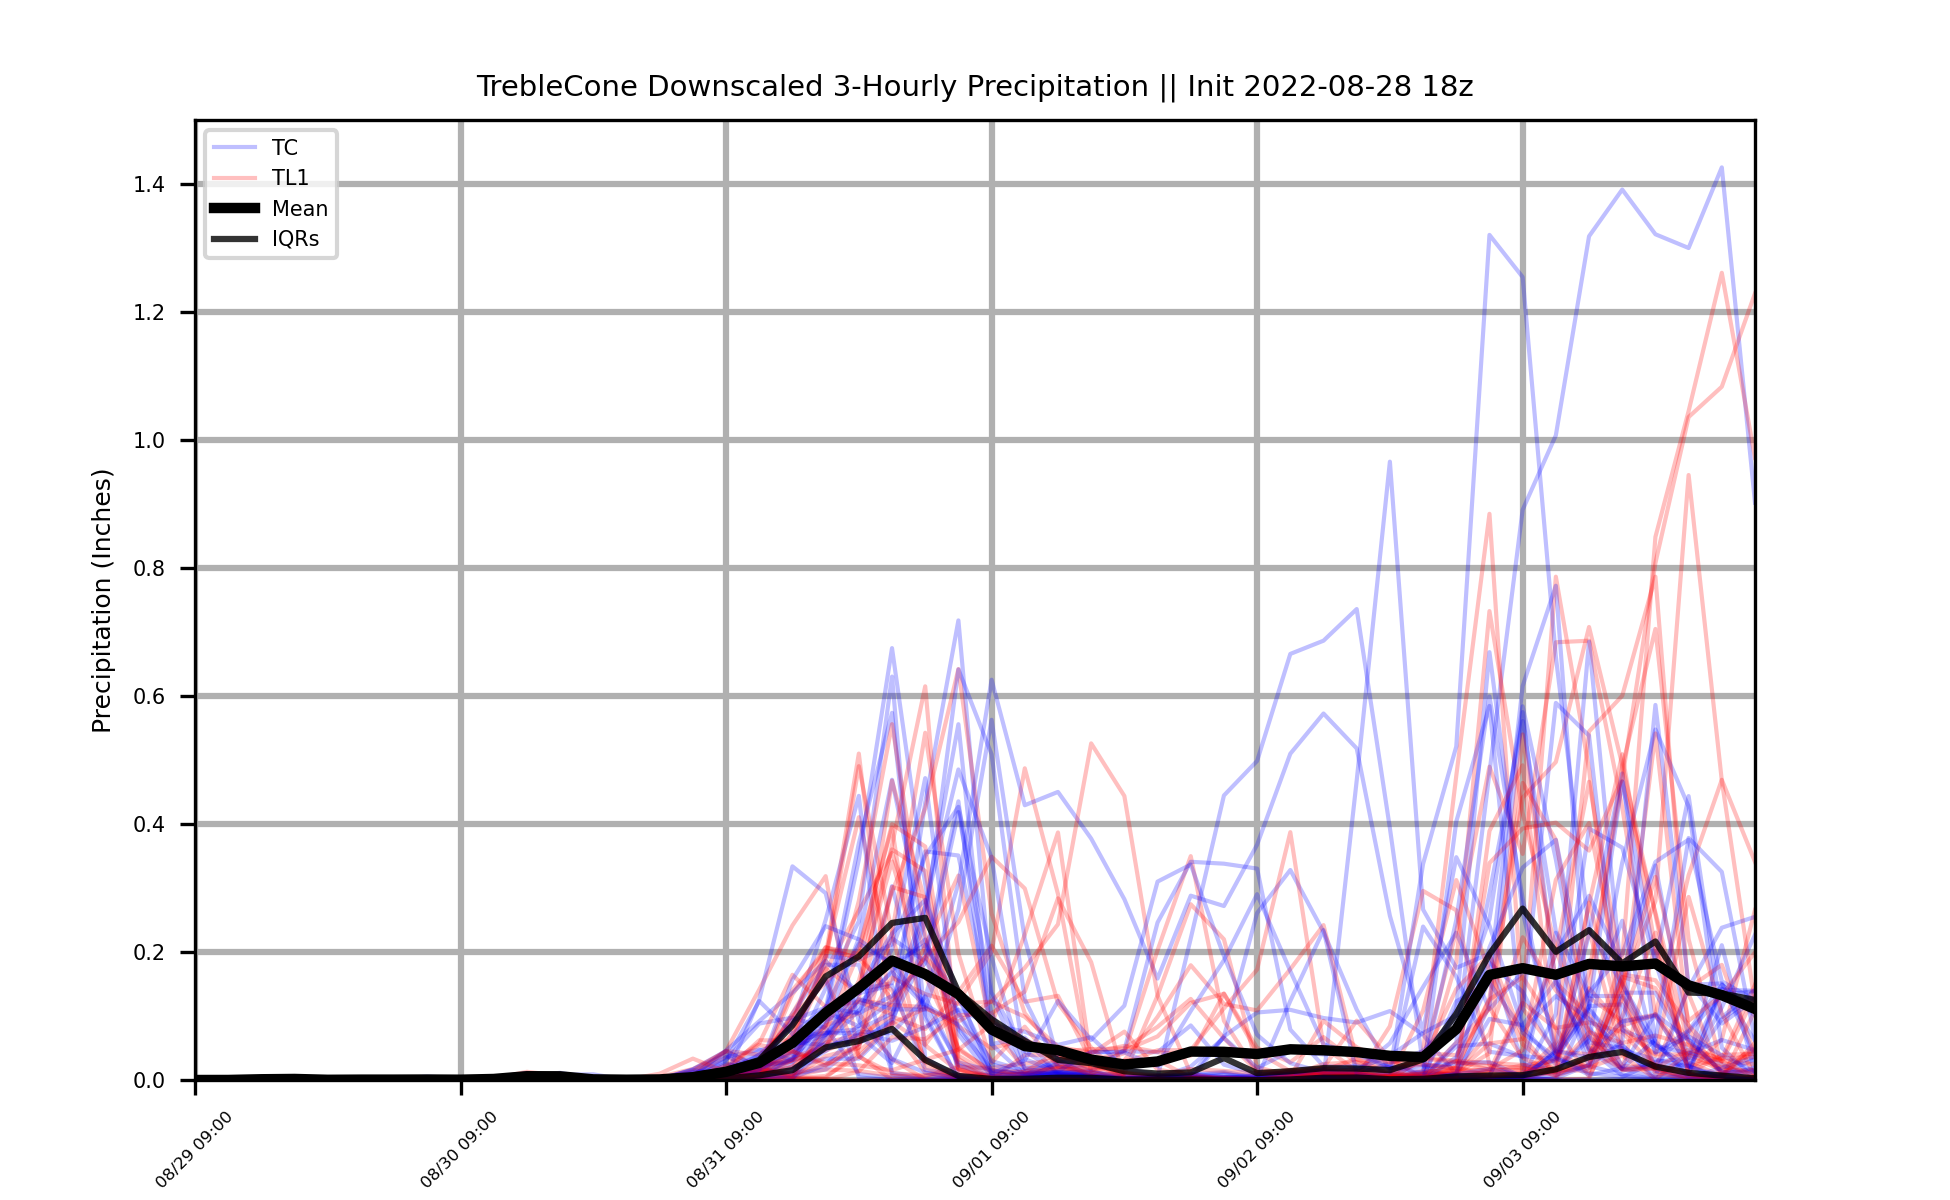 TrebleCone Downscaled 3-Hourly Precipitation || Init 2022-08-28 18z
TC
TL1
Mean
IQRs
Precipitation (Inches)
1.4
1.2
1.0
0.8
0.6
0.4
0.2
0.0
08/29 09:00
08/30 09:00
08/31 09:00
09/01 09:00
09/02 09:00
09/03 09:00